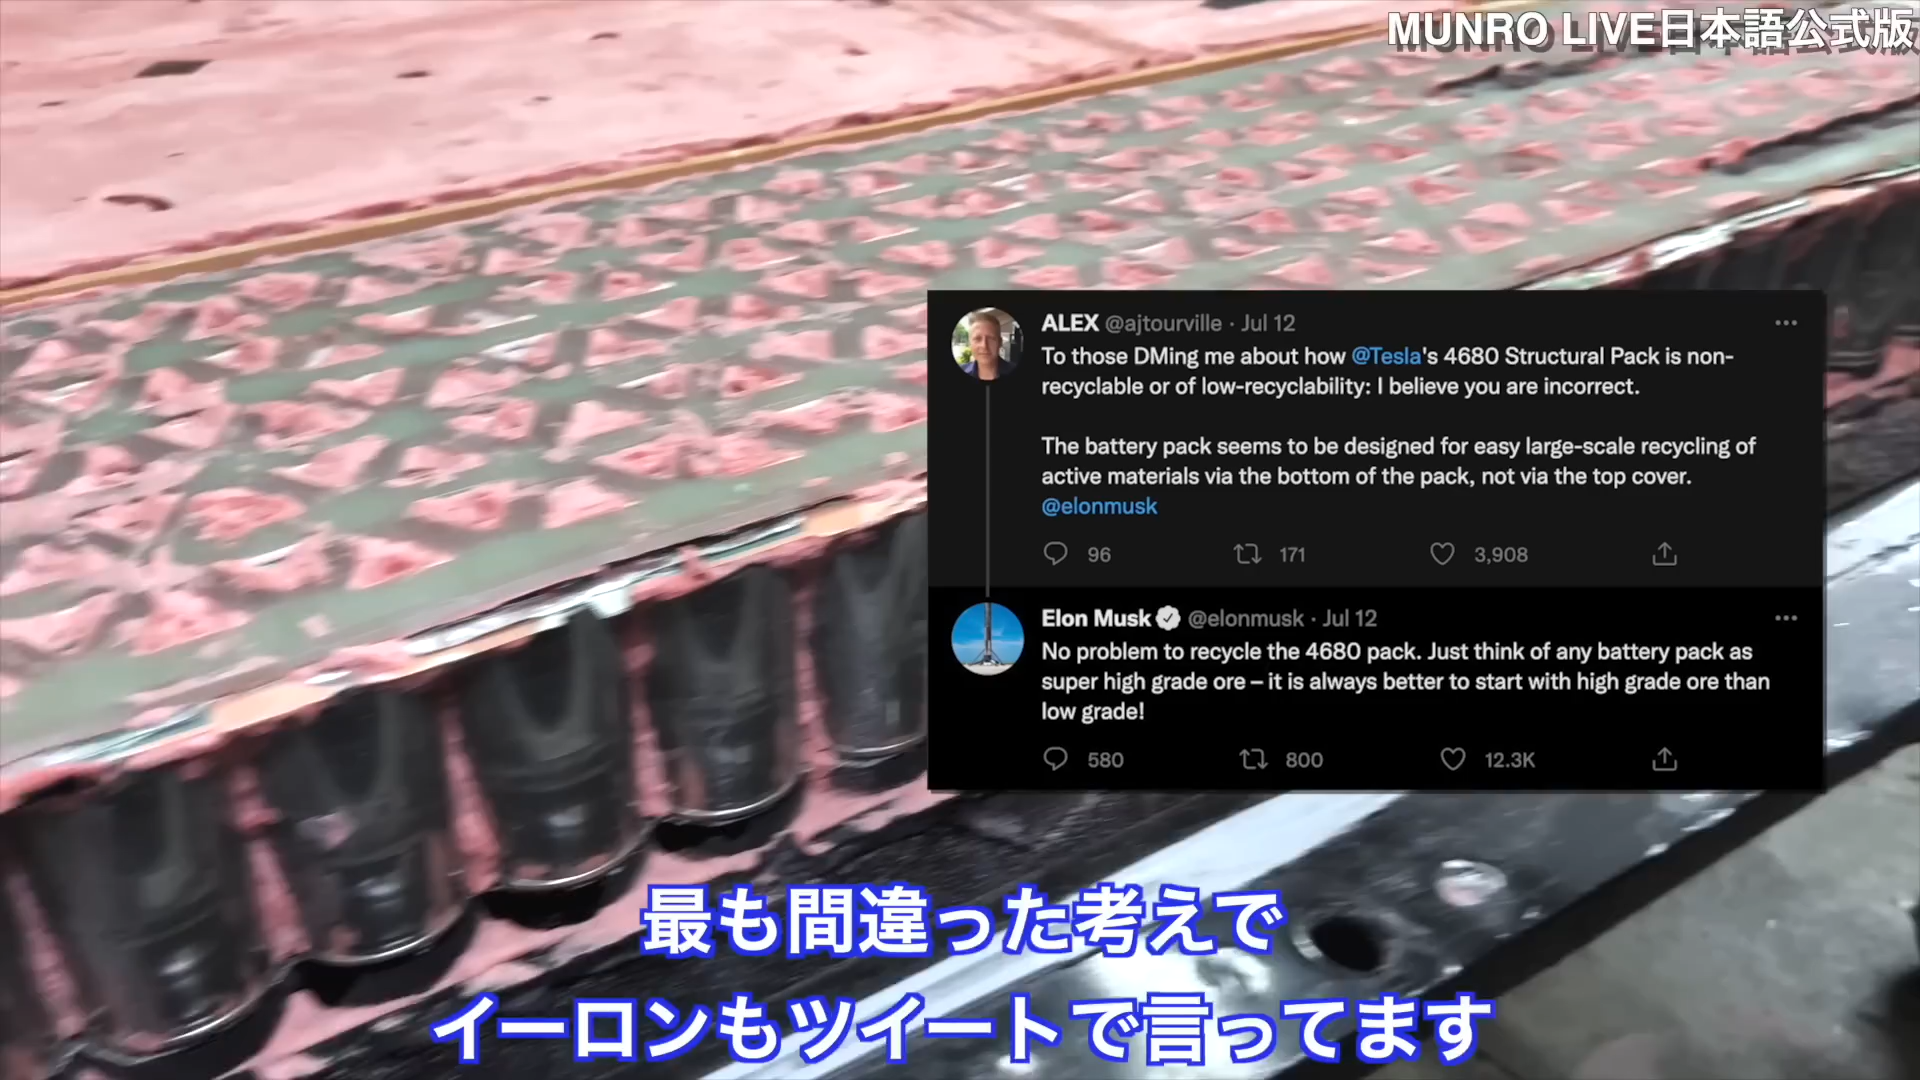 MUNRO LIVE日本語公式版
ALEX @ajtourville · Jul 12
To those DMing me about how @Tesla's 4680 Structural Pack is non-
recyclable or of low-recyclability: I believe you are incorrect.
The battery pack seems to be designed for easy large-scale recycling of
active materials via the bottom of the pack, not via the top cover.
@elonmusk
96 171 3,908
Elon Musk @elonmusk · Jul 12
No problem to recycle the 4680 pack. Just think of any battery pack as
super high grade ore – it is always better to start with high grade ore than
low grade!
580 800 12.3K
最も間違った考えで
イーロンもツイートで言ってます